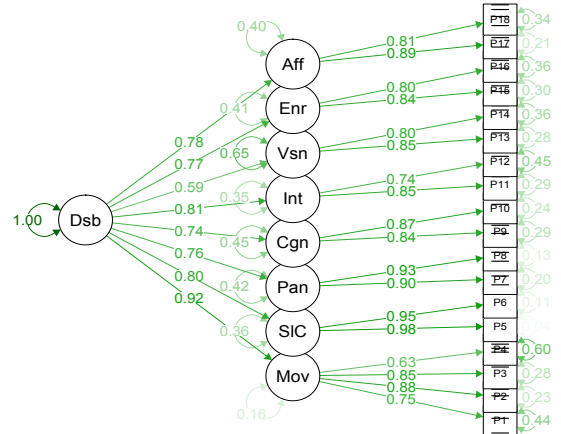 0.40
0.81
P18
0.34
0.89
P17
0.21
Aff
0.80
P16
0.36
0.41
Enr
0.84
P15
0.30
0.78
0.77
0.80
P14
0.36
0.65
Vsn
0.85
P13
0.28
0.59
0.74
P12
0.45
0.35
Int
0.85
P11
0.29
0.81
1.00
Dsb
0.87
P10
0.24
0.74
0.45
Cgn
0.84
P9
0.29
0.76
0.93
P8
0.13
0.80
0.42
Pan
0.90
P7
0.20
0.92
0.95
P6
0.11
0.36
SIC
0.98
P5
0.04
0.63
P4
0.60
Mov
0.85
P3
0.28
0.88
P2
0.23
0.16
0.75
P1
0.44